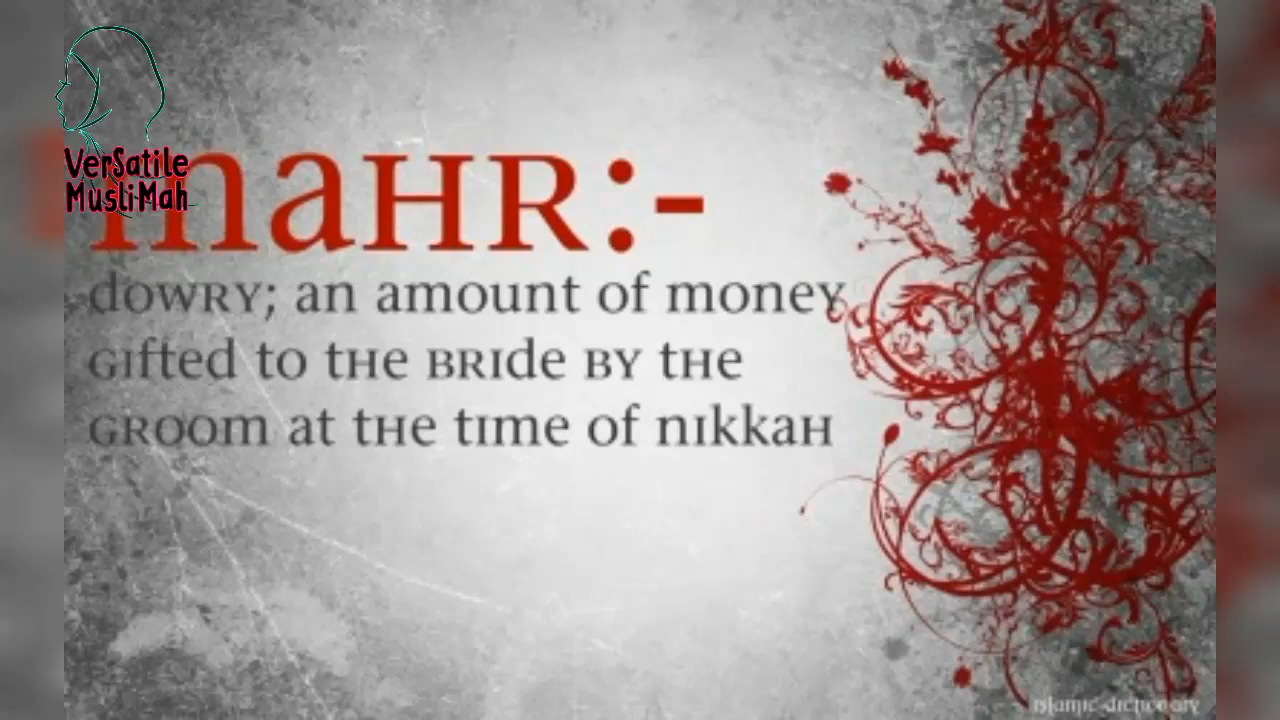 VerSatile
MusliMah
mahr:-
dowry; an amount of money
gifted to the bride by the
groom at the time of nikkah
islamic-dictionary